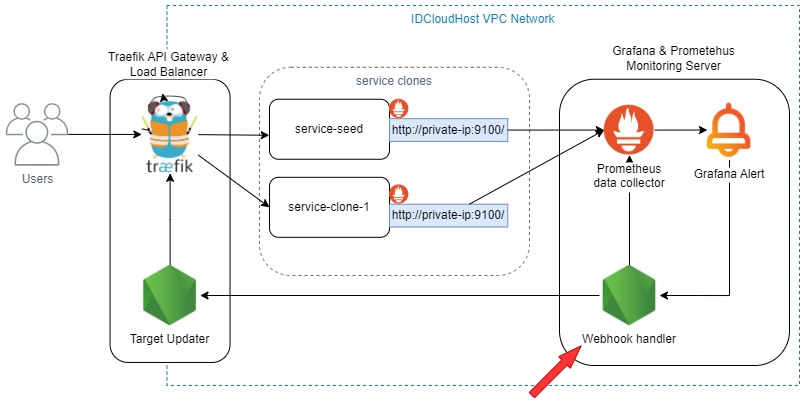 IDCloudHost VPC Network
Traefik API Gateway &
Load Balancer
Grafana & Prometehus
Monitoring Server
service clones
service-seed
http://private-ip:9100/
træfik
Users
Prometheus
data collector
Grafana Alert
service-clone-1
http://private-ip:9100/
Target Updater
Webhook handler